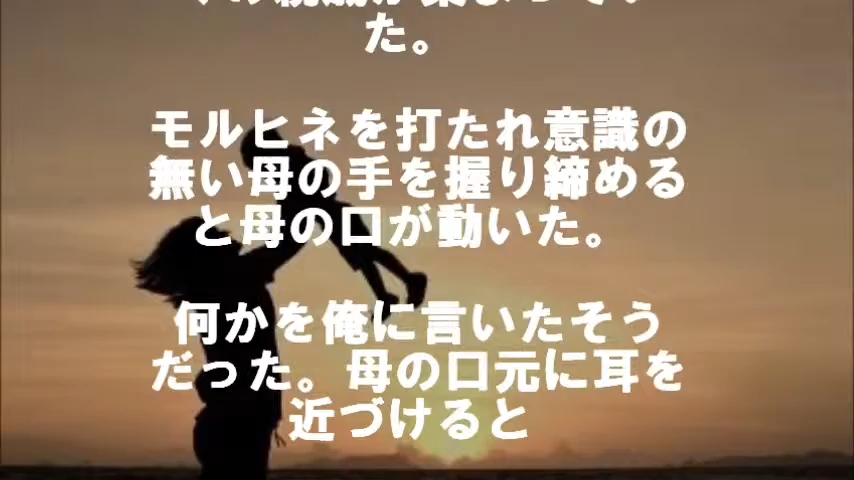 た。
モルヒネを打たれ意識の
無い母の手を握り締める
と母の口が動いた。
何かを俺に言いたそう
だった。母の口元に耳を
近づけると